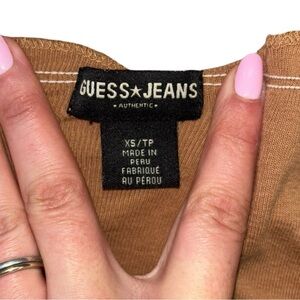 GUESS★JEANS
• AUTHENTIC •
XS/TP
MADE IN
PERU
FABRIQUÉ
AU PÉROU